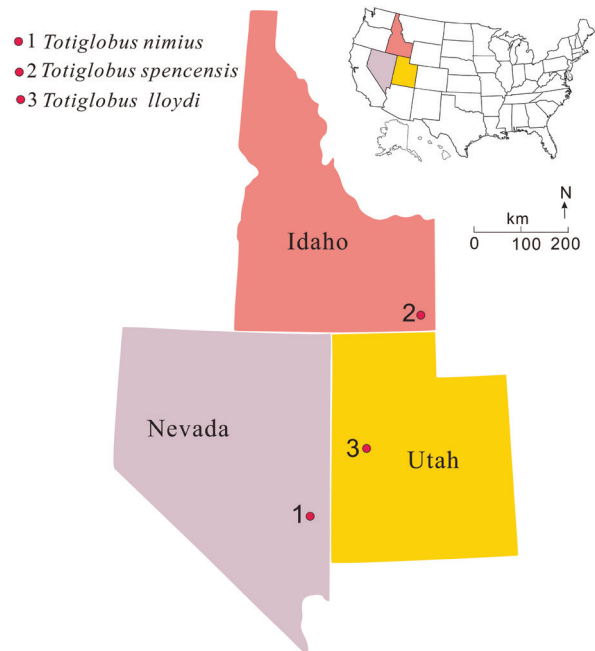 1 Totiglobus nimius
2 Totiglobus spencensis
3 Totiglobus lloydi
N
km
0 100 200
Idaho
2
Nevada
3
Utah
1